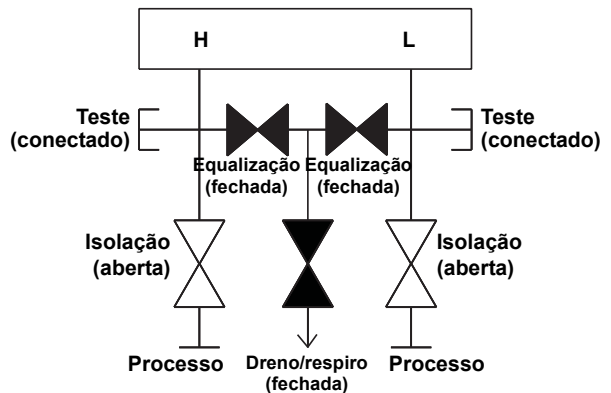 H
L
Teste
(conectado)
Teste
(conectado)
Equalização
(fechada)
Equalização
(fechada)
Isolação
(aberta)
Isolação
(aberta)
Processo
Dreno/respiro
(fechada)
Processo